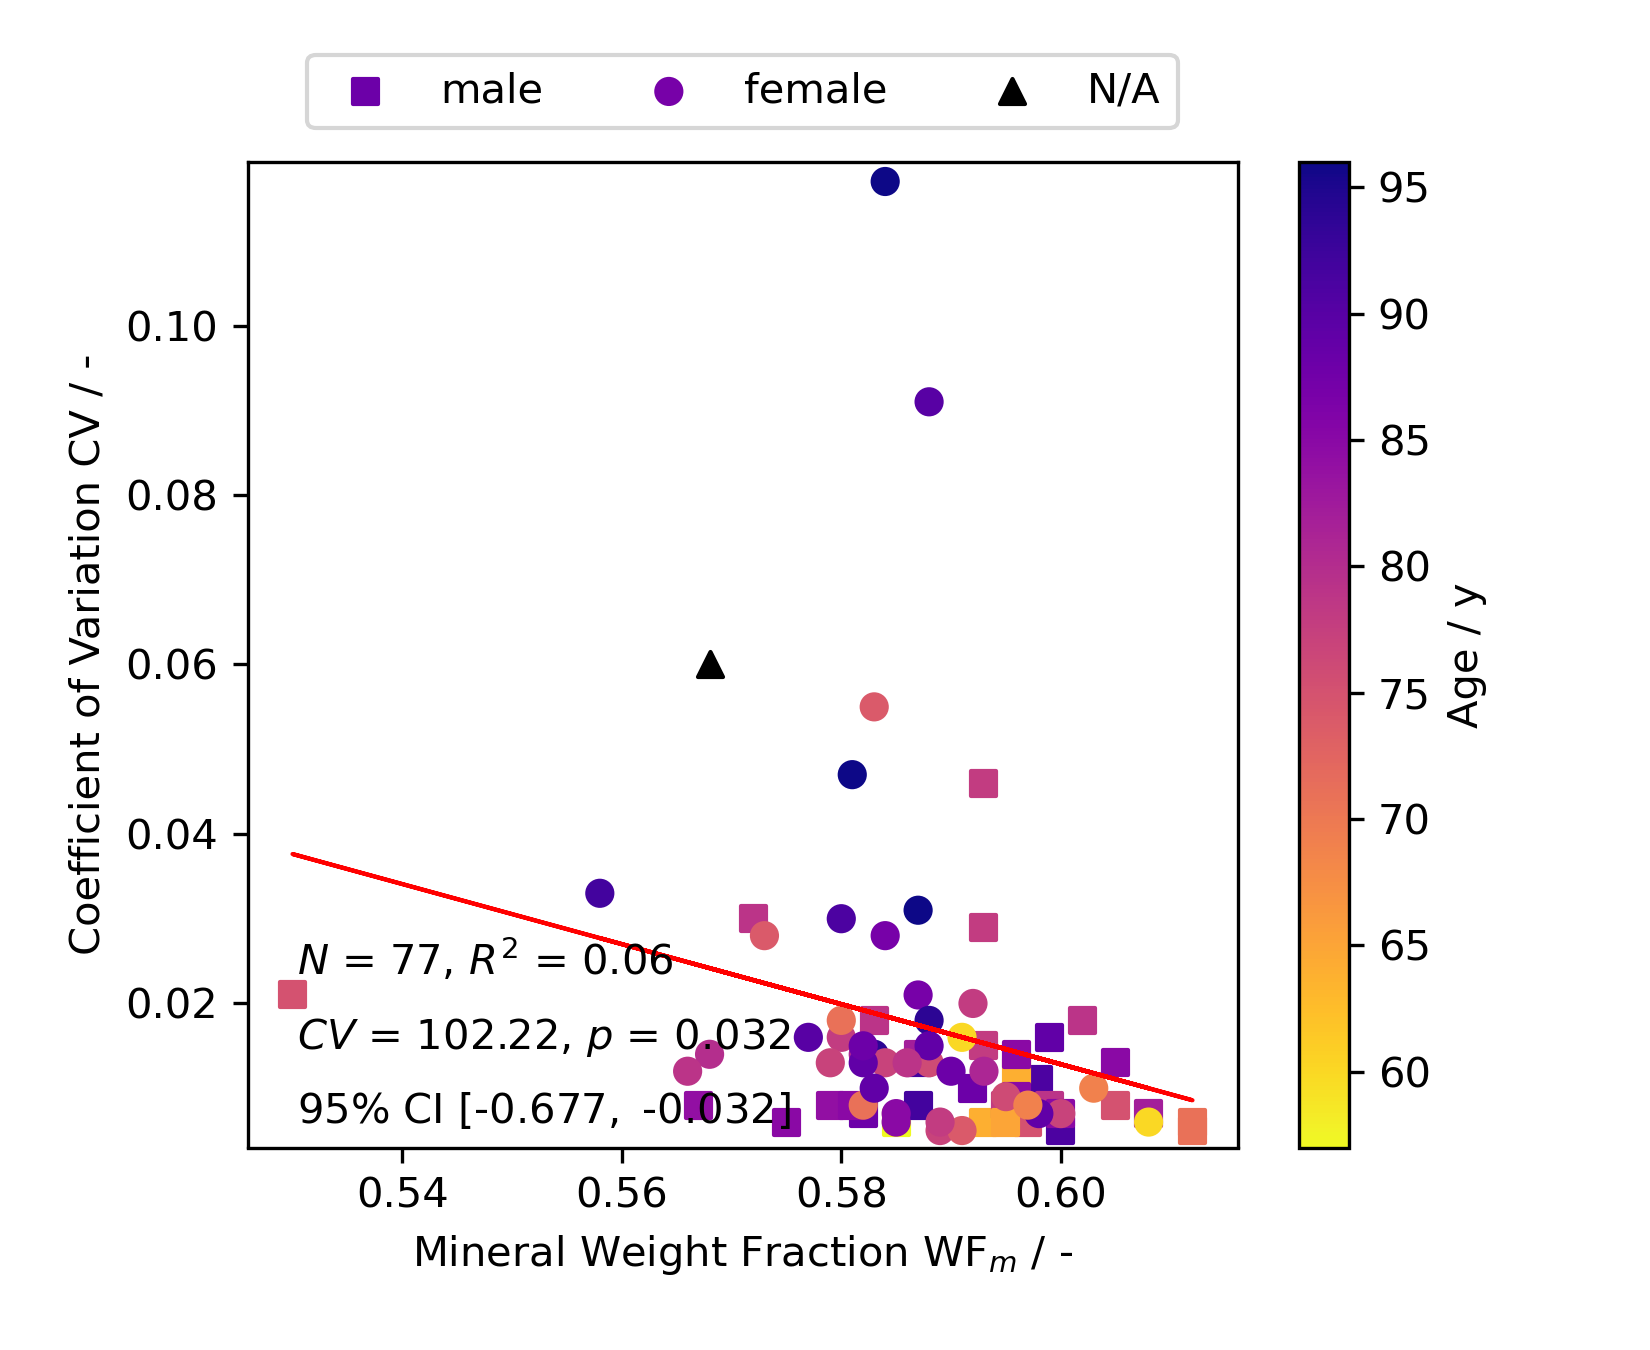 male female N/A
0.10
0.08
0.06
0.04
0.02
Coefficient of Variation CV / -
N = 77, R² = 0.06
CV = 102.22, p = 0.032
95% CI [-0.677, -0.032]
0.54 0.56 0.58 0.60
Mineral Weight Fraction WFₘ / -
95
90
85
80
75
70
65
60
Age / y